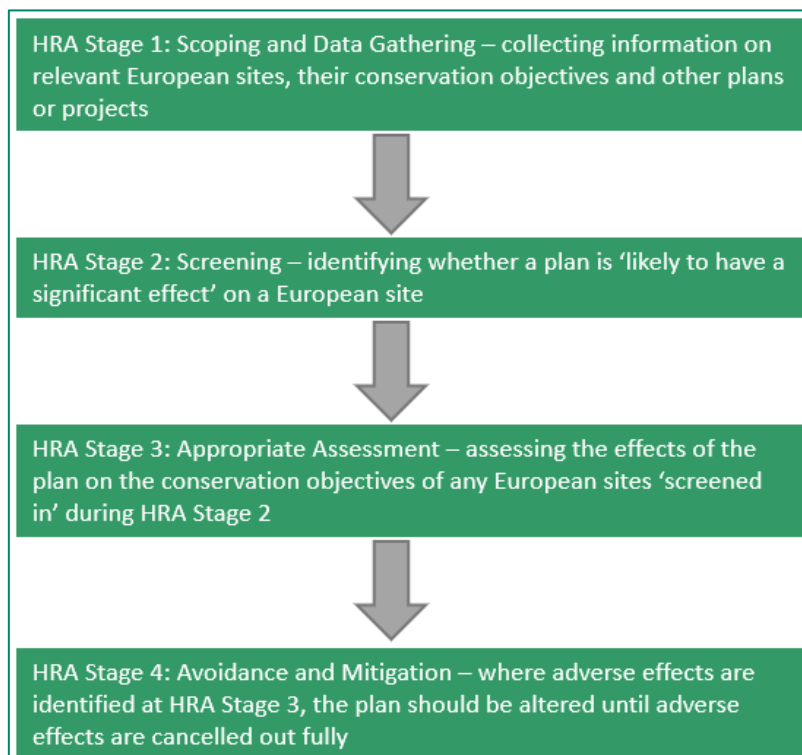 HRA Stage 1: Scoping and Data Gathering – collecting information on
relevant European sites, their conservation objectives and other plans
or projects
HRA Stage 2: Screening – identifying whether a plan is ‘likely to have a
significant effect’ on a European site
HRA Stage 3: Appropriate Assessment – assessing the effects of the
plan on the conservation objectives of any European sites ‘screened
in’ during HRA Stage 2
HRA Stage 4: Avoidance and Mitigation – where adverse effects are
identified at HRA Stage 3, the plan should be altered until adverse
effects are cancelled out fully